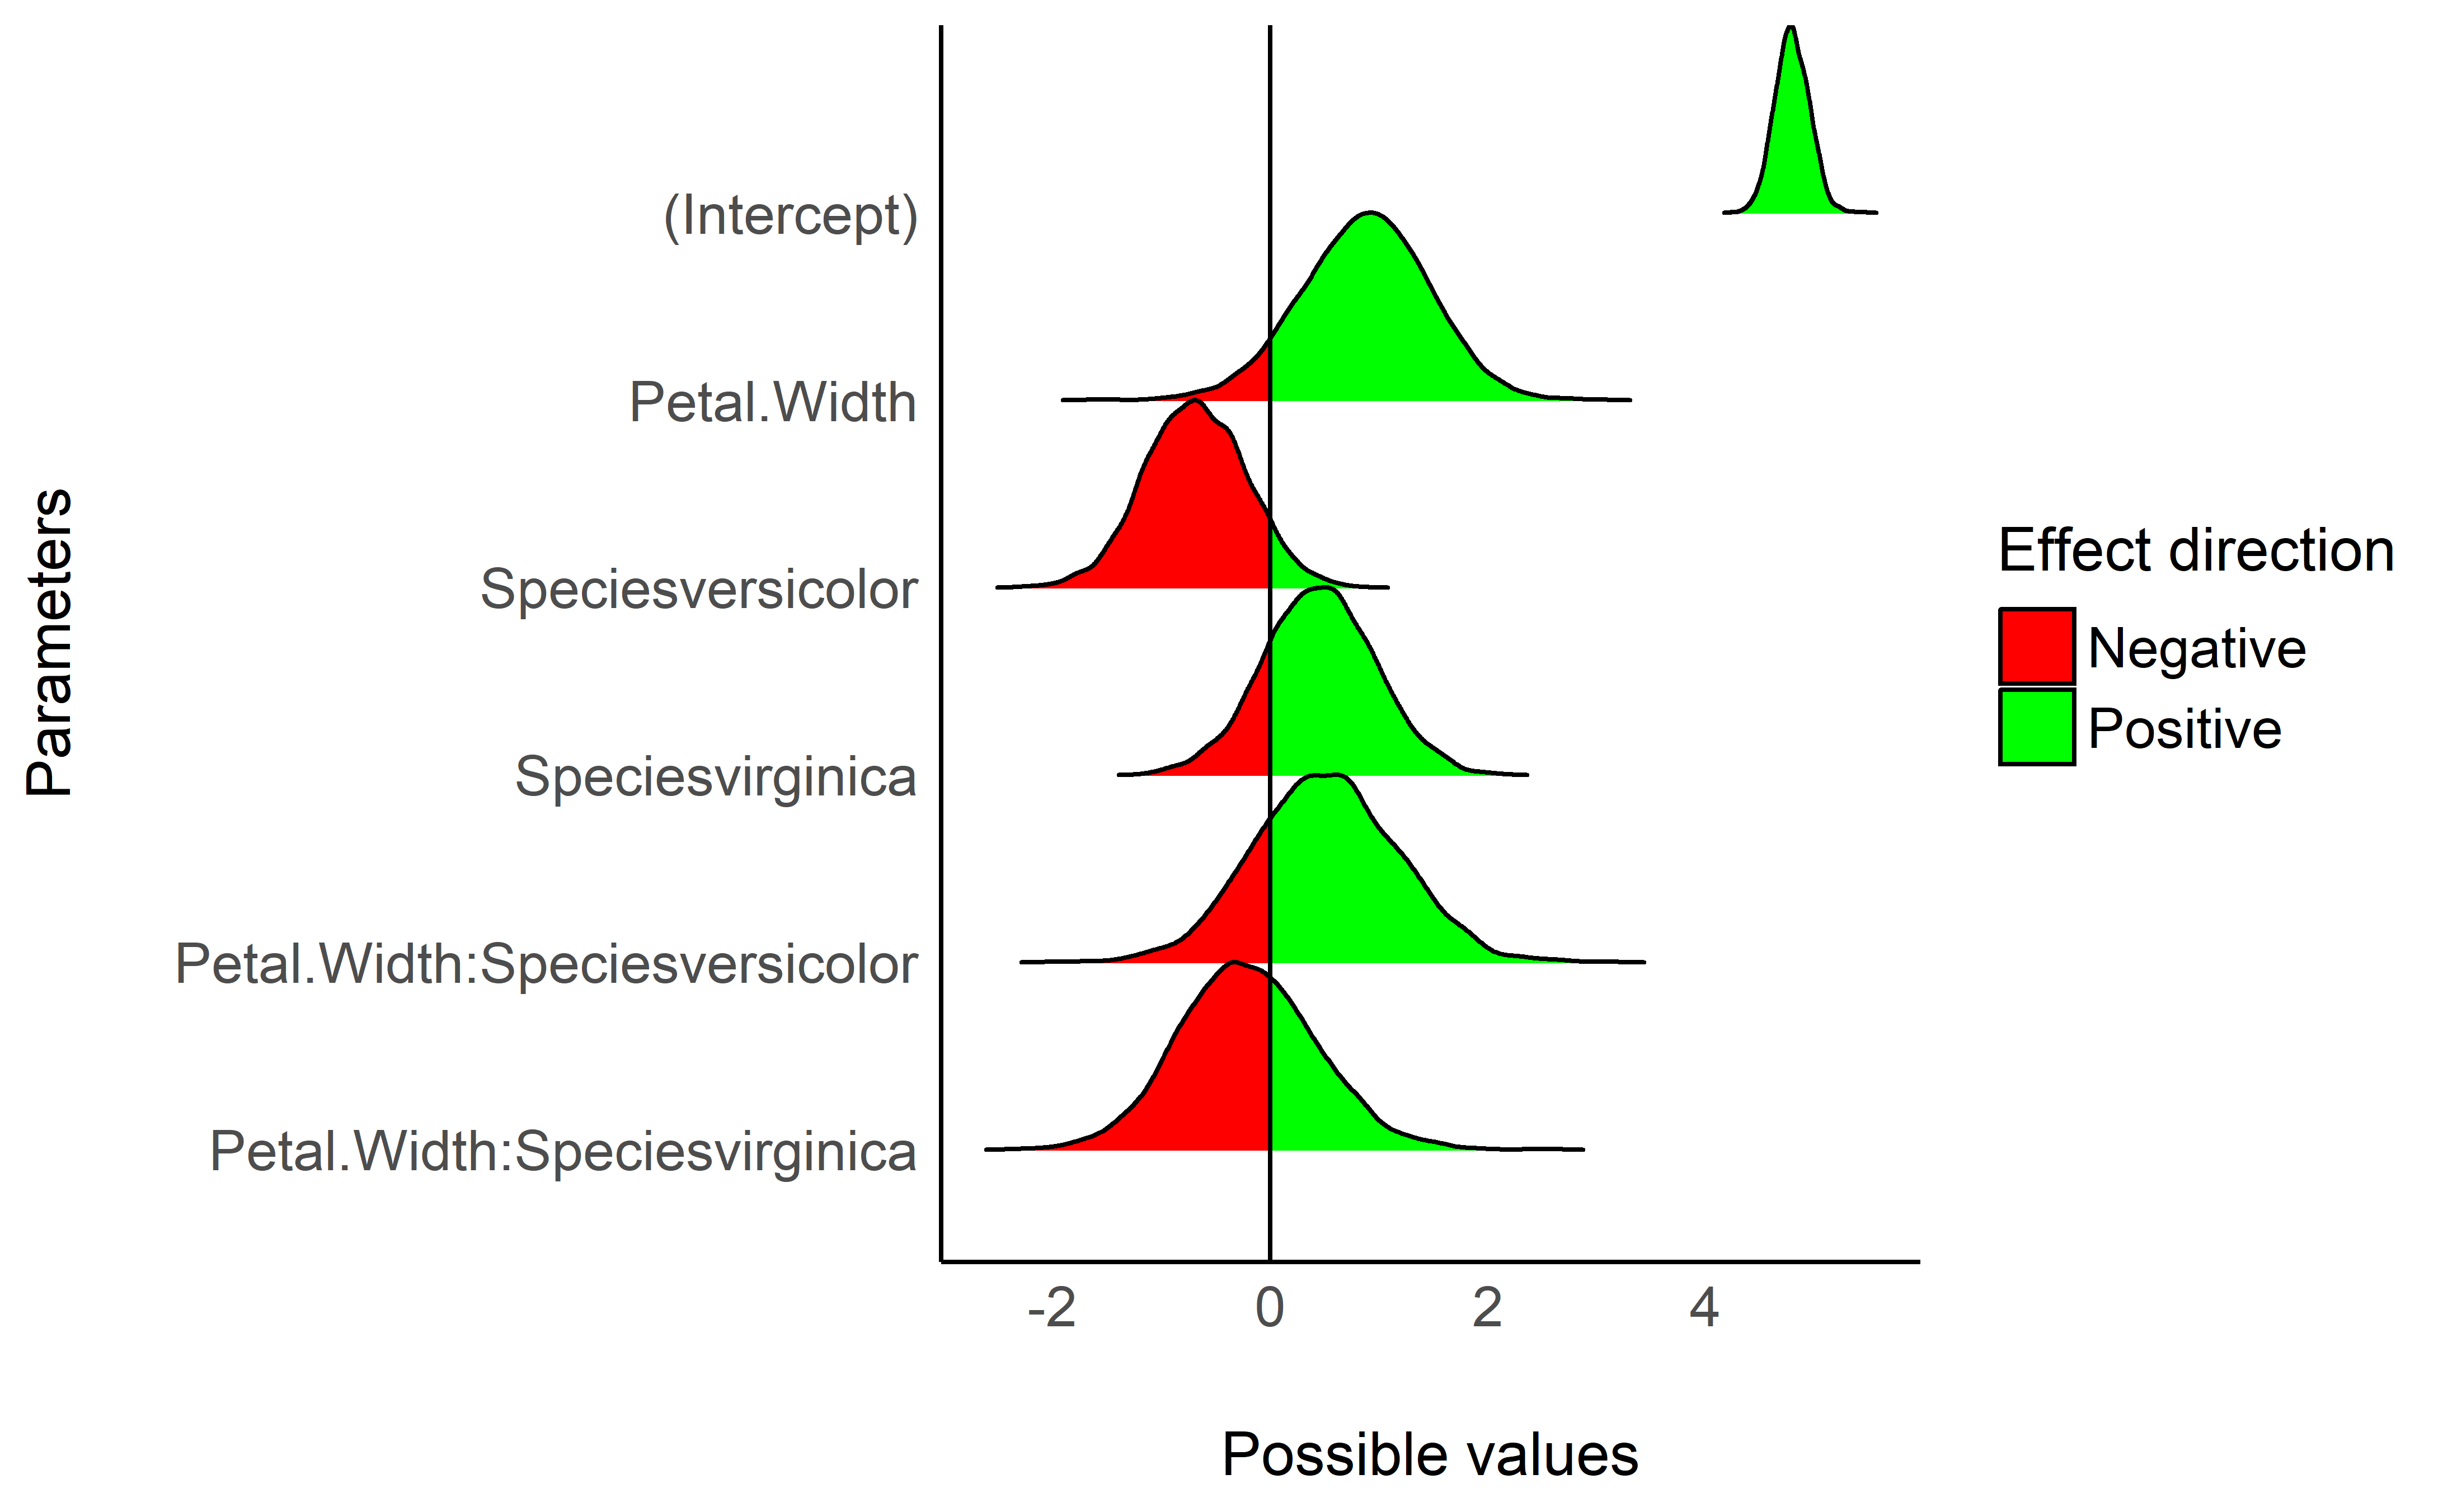 Parameters
(Intercept)
Petal.Width
Speciesversicolor
Speciesvirginica
Petal.Width:Speciesversicolor
Petal.Width:Speciesvirginica
-2 0 2 4
Possible values
Effect direction
Negative
Positive